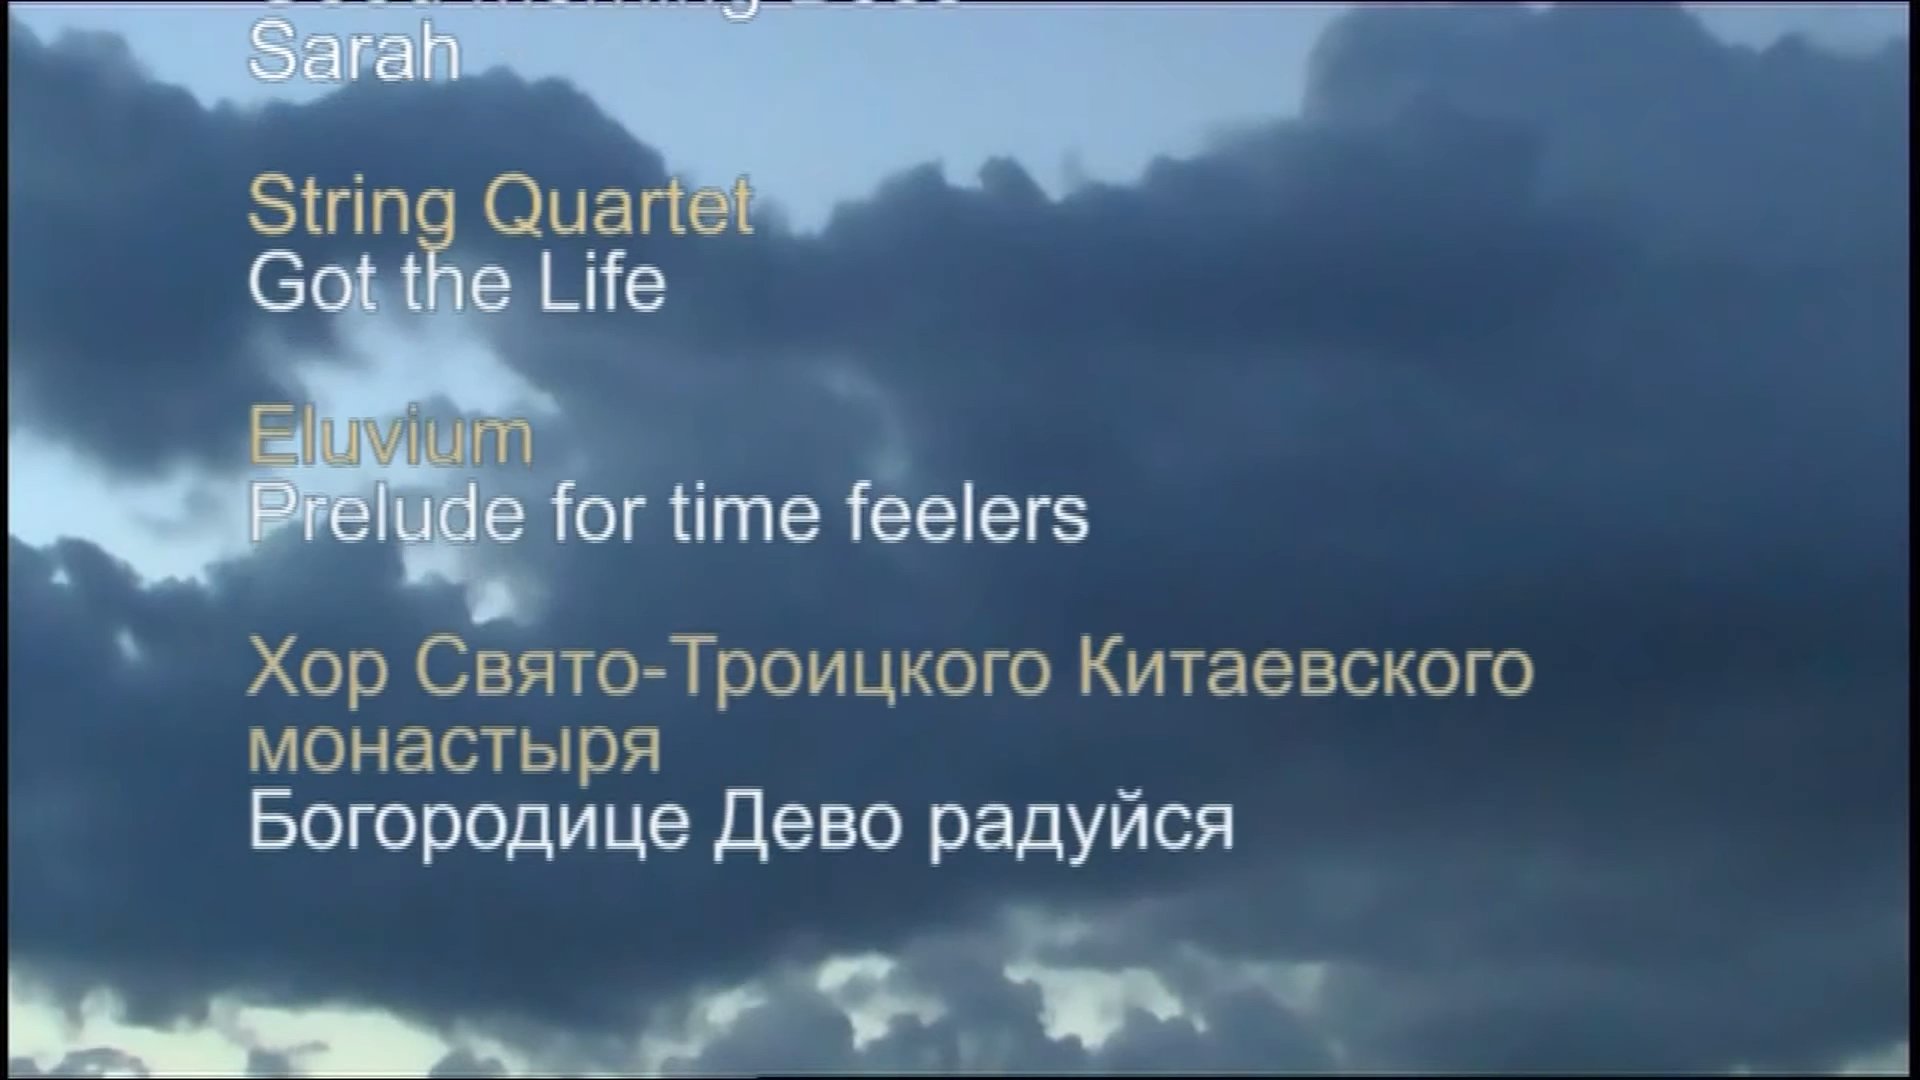 Sarah
String Quartet
Got the Life
Eluvium
Prelude for time feelers
Хор Свято-Троицкого Китаевского
монастыря
Богородице Дево радуйся